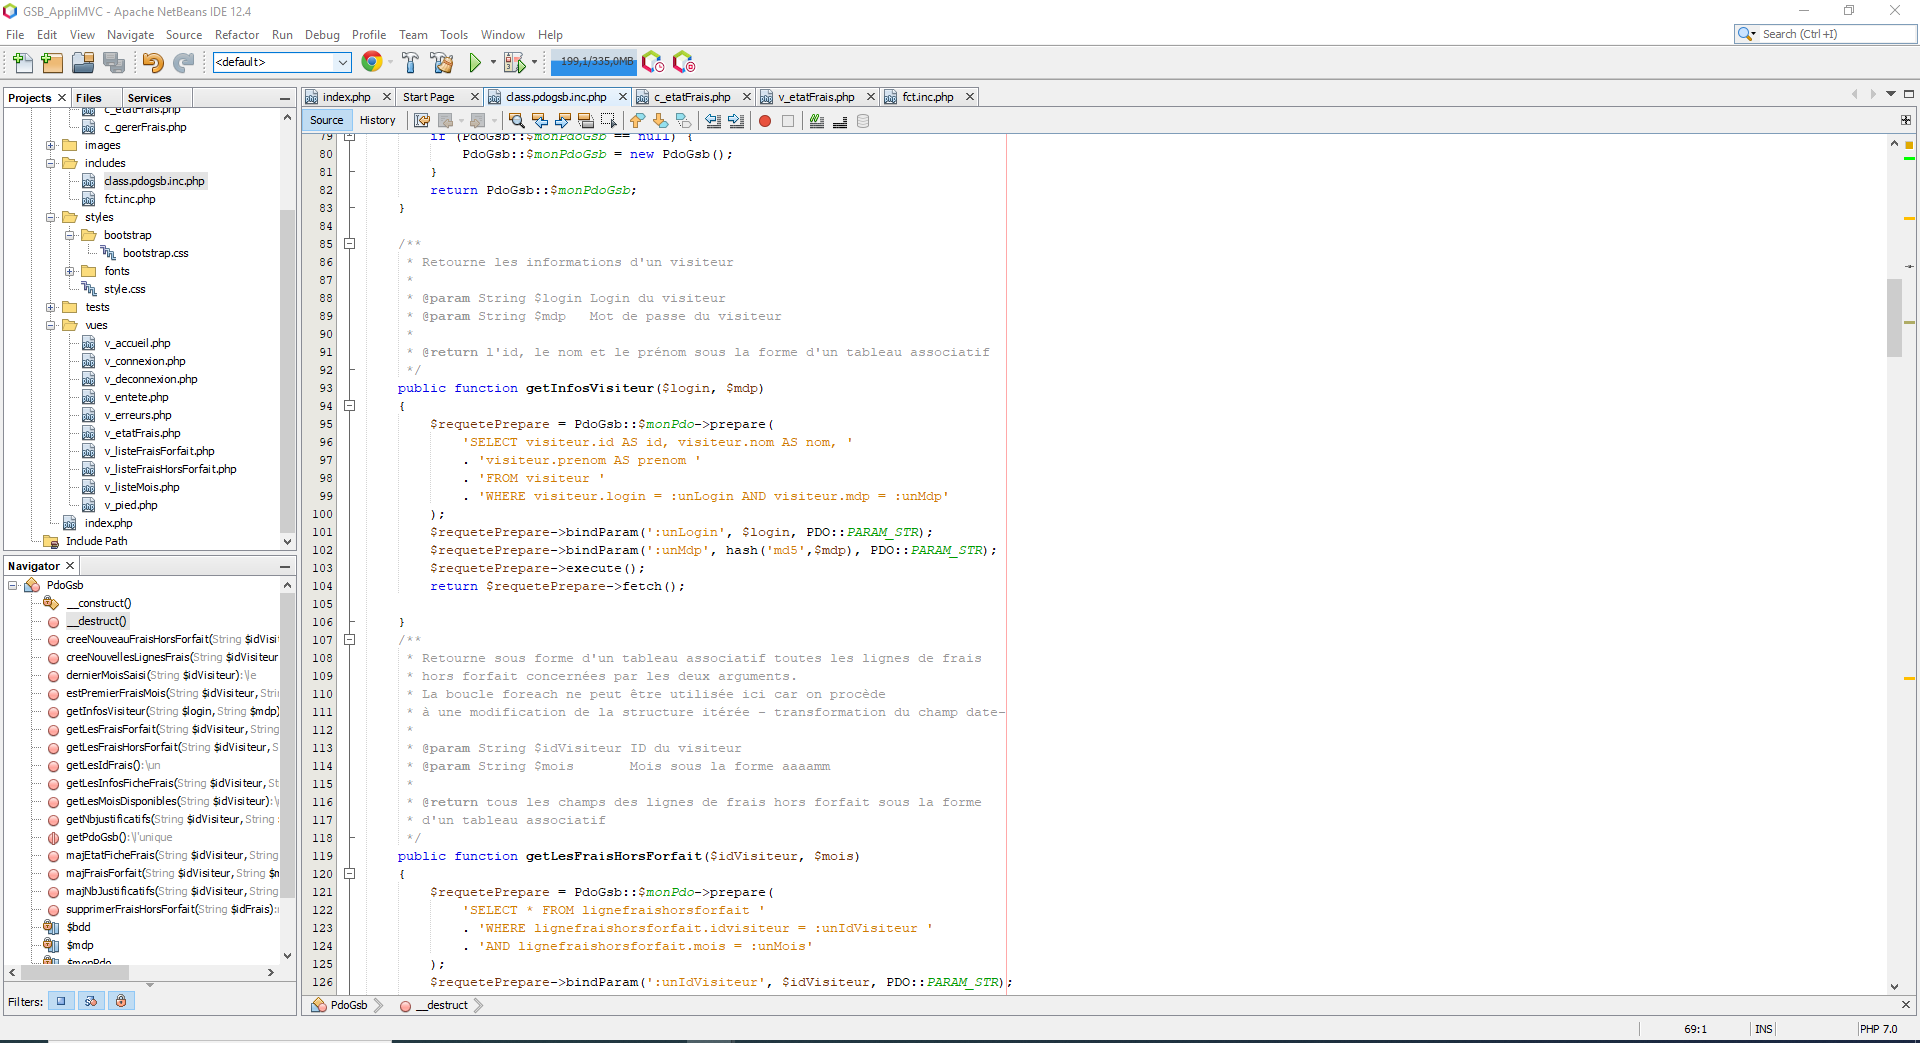 GSB_AppliMVC - Apache NetBeans IDE 12.4
File Edit View Navigate Source Refactor Run Debug Profile Team Tools Window Help
Search (Ctrl+I)
<default>
199,1/335,0MB
Projects Files Services
c_etatFrais.php
c_gererFrais.php
images
includes
class.pdogsb.inc.php
fct.inc.php
styles
bootstrap
bootstrap.css
fonts
style.css
tests
vues
v_accueil.php
v_connexion.php
v_deconnexion.php
v_entete.php
v_erreurs.php
v_etatFrais.php
v_listeFraisForfait.php
v_listeFraisHorsForfait.php
v_listeMois.php
v_pied.php
index.php
Include Path
Navigator
PdoGsb
__construct()
__destruct()
creeNouveauFraisHorsForfait(String $idVisi
creeNouvellesLignesFrais(String $idVisiteur
dernierMoisSaisi(String $idVisiteur):\le
estPremierFraisMois(String $idVisiteur, Stri
getInfosVisiteur(String $login, String $mdp)
getLesFraisForfait(String $idVisiteur, String
getLesFraisHorsForfait(String $idVisiteur, S
getLesIdFrais():\un
getLesInfosFicheFrais(String $idVisiteur, St
getLesMoisDisponibles(String $idVisiteur):\
getNbjustificatifs(String $idVisiteur, String
getPdoGsb():\l'unique
majEtatFicheFrais(String $idVisiteur, String
majFraisForfait(String $idVisiteur, String $m
majNbJustificatifs(String $idVisiteur, String
supprimerFraisHorsForfait(String $idFrais):
$bdd
$mdp
$monPdo
Filters:
index.php Start Page class.pdogsb.inc.php c_etatFrais.php v_etatFrais.php fct.inc.php
Source History
79 if (PdoGsb::$monPdoGsb == null) {
80 PdoGsb::$monPdoGsb = new PdoGsb();
81 }
82 return PdoGsb::$monPdoGsb;
83 }
84
85 /**
86 * Retourne les informations d'un visiteur
87 *
88 * @param String $login Login du visiteur
89 * @param String $mdp   Mot de passe du visiteur
90 *
91 * @return l'id, le nom et le prénom sous la forme d'un tableau associatif
92 */
93 public function getInfosVisiteur($login, $mdp)
94 {
95 $requetePrepare = PdoGsb::$monPdo->prepare(
96 'SELECT visiteur.id AS id, visiteur.nom AS nom, '
97 . 'visiteur.prenom AS prenom '
98 . 'FROM visiteur '
99 . 'WHERE visiteur.login = :unLogin AND visiteur.mdp = :unMdp'
100 );
101 $requetePrepare->bindParam(':unLogin', $login, PDO::PARAM_STR);
102 $requetePrepare->bindParam(':unMdp', hash('md5',$mdp), PDO::PARAM_STR);
103 $requetePrepare->execute();
104 return $requetePrepare->fetch();
105
106 }
107 /**
108 * Retourne sous forme d'un tableau associatif toutes les lignes de frais
109 * hors forfait concernées par les deux arguments.
110 * La boucle foreach ne peut être utilisée ici car on procède
111 * à une modification de la structure itérée - transformation du champ date-
112 *
113 * @param String $idVisiteur ID du visiteur
114 * @param String $mois       Mois sous la forme aaaamm
115 *
116 * @return tous les champs des lignes de frais hors forfait sous la forme
117 * d'un tableau associatif
118 */
119 public function getLesFraisHorsForfait($idVisiteur, $mois)
120 {
121 $requetePrepare = PdoGsb::$monPdo->prepare(
122 'SELECT * FROM lignefraishorsforfait '
123 . 'WHERE lignefraishorsforfait.idvisiteur = :unIdVisiteur '
124 . 'AND lignefraishorsforfait.mois = :unMois'
125 );
126 $requetePrepare->bindParam(':unIdVisiteur', $idVisiteur, PDO::PARAM_STR);
PdoGsb __destruct
69:1 INS PHP 7.0